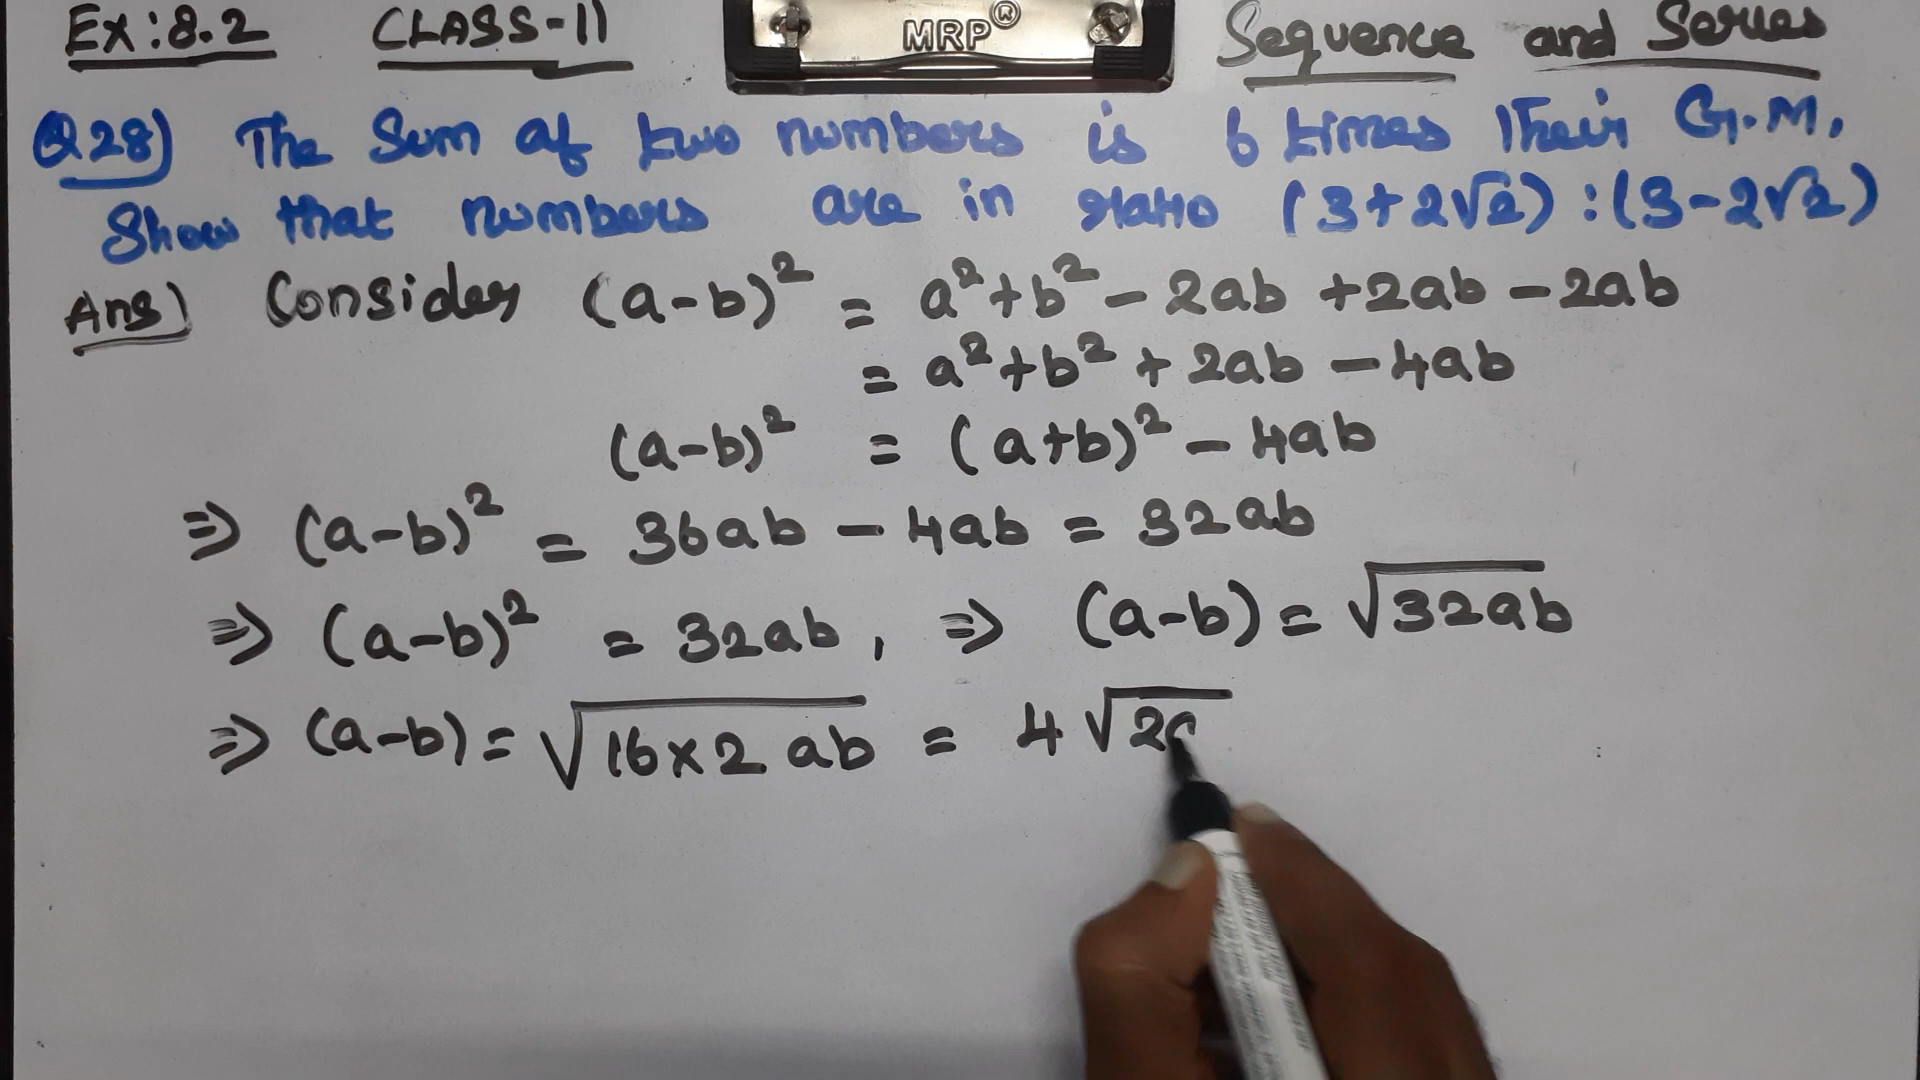 Ex:8.2 CLASS-11 MRP® Sequence and Series
Q28) The Sum of two numbers is 6 times their G.M.
Show that numbers are in ratio (3+2√2):(3-2√2)
Ans) Consider (a-b)² = a²+b²-2ab+2ab-2ab
= a²+b²+2ab-4ab
(a-b)² = (a+b)²-4ab
⇒ (a-b)² = 36ab-4ab = 32ab
⇒ (a-b)² = 32ab, ⇒ (a-b) = √32ab
⇒ (a-b) = √16×2 ab = 4√2a